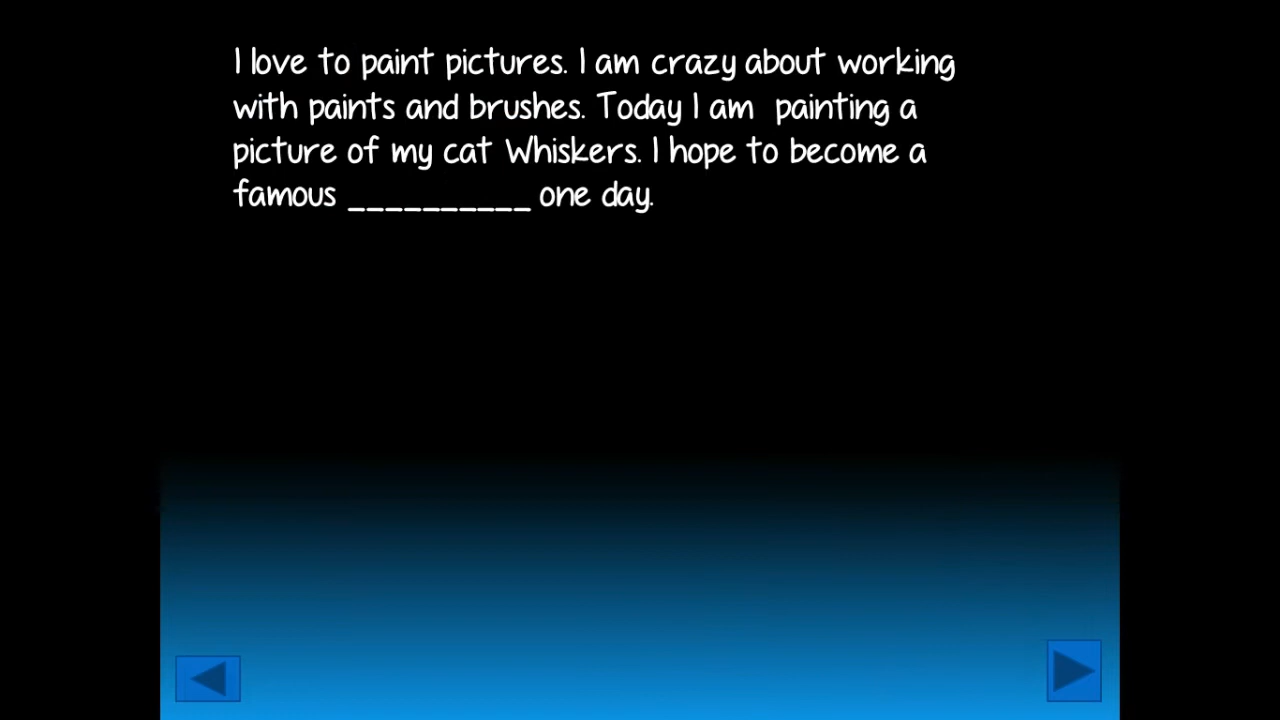 I love to paint pictures. I am crazy about working
with paints and brushes. Today I am  painting a
picture of my cat Whiskers. I hope to become a
famous __________ one day.